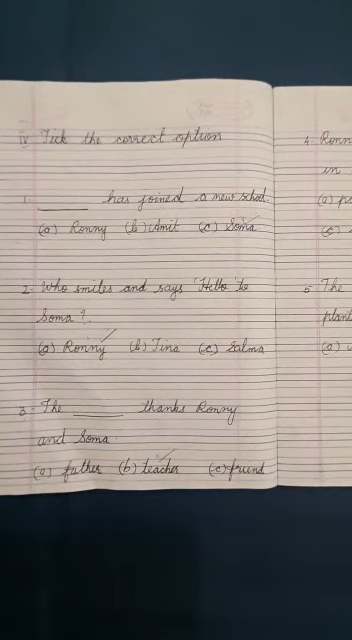 IV Tick the correct option
1. ______ has joined a new school.
(a) Ronny (b) Amit (c) Soma ✓
2. Who smiles and says 'Hello' to
Soma ?
(a) Ronny ✓ (b) Tina (c) Salma
3. The ______ thanks Ronny
and Soma.
(a) father (b) teacher ✓ (c) friend
4. Ronn
in
(a) p
(c)
5. The
plant
(a)